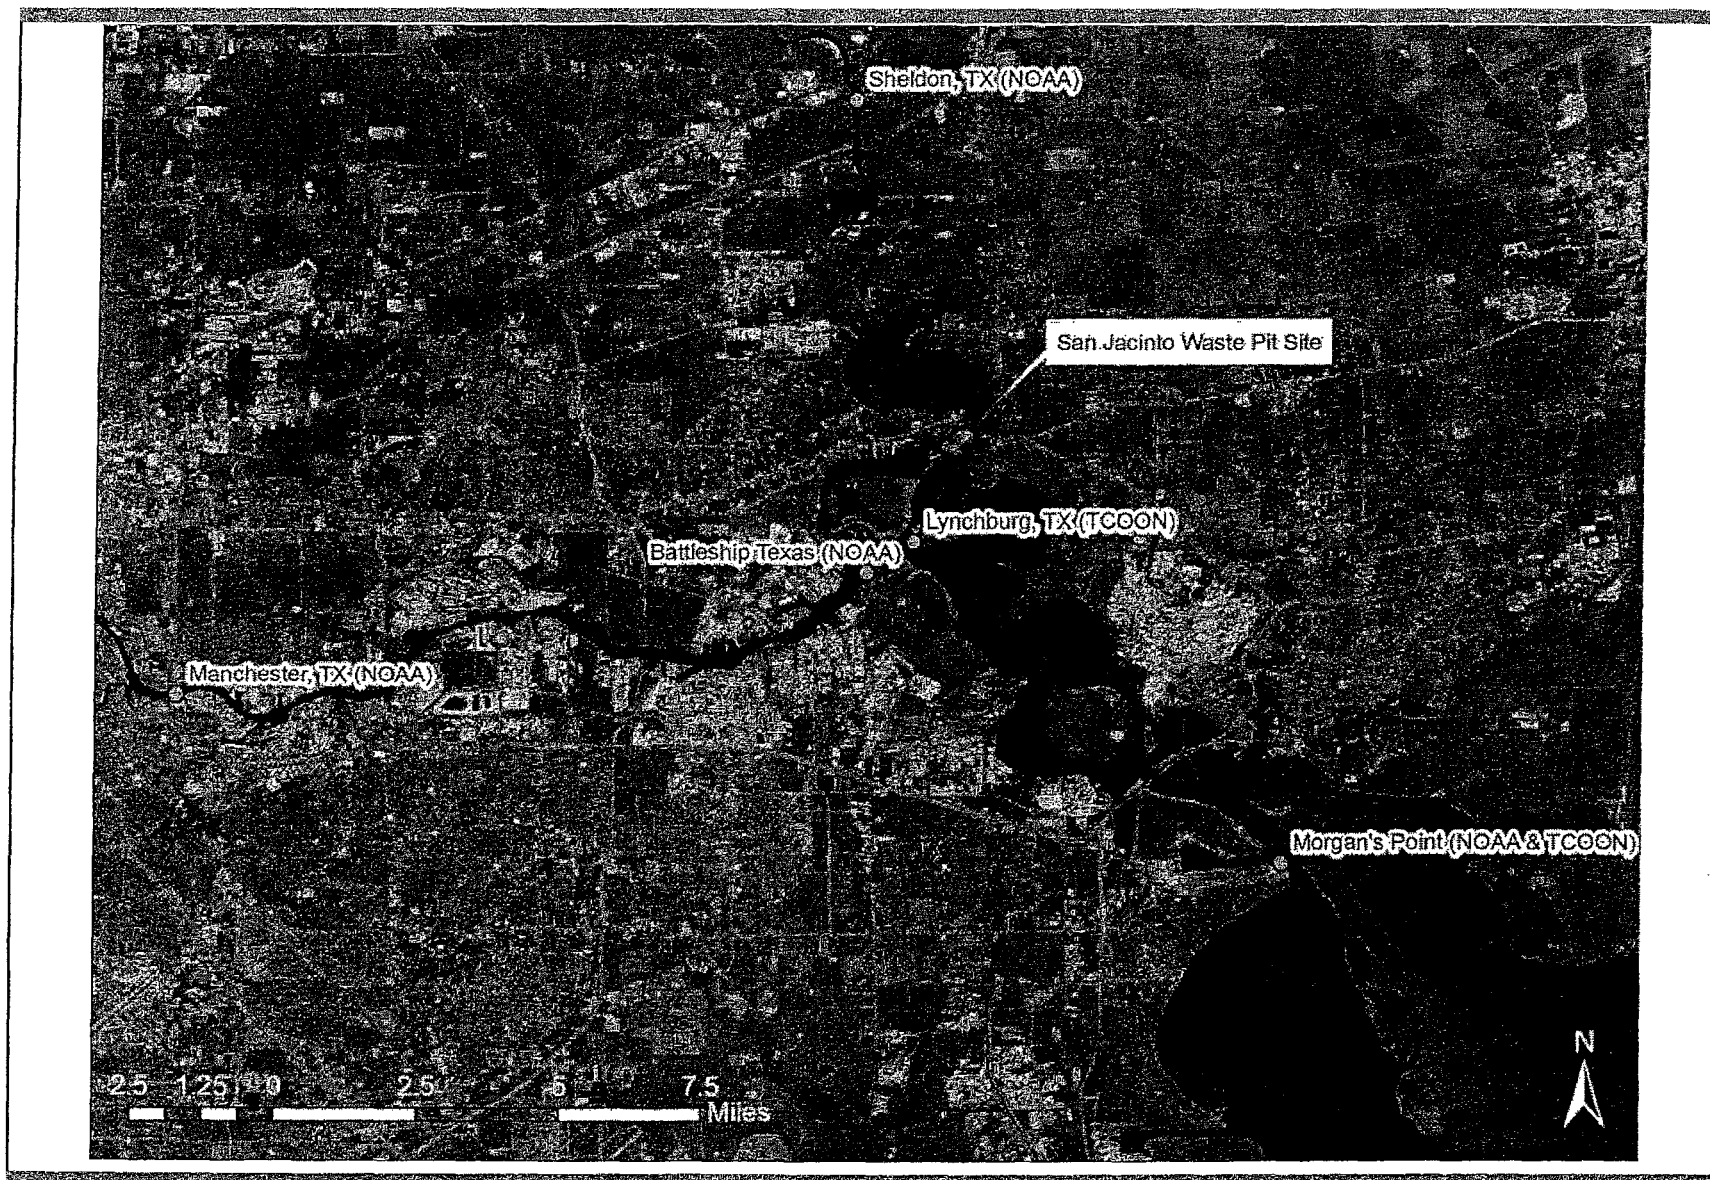 Sheldon, TX (NOAA)
San Jacinto Waste Pit Site
Lynchburg, TX (TCOON)
Battleship Texas (NOAA)
Manchester, TX (NOAA)
Morgan's Point (NOAA & TCOON)
N
2.5 1.25 0 2.5 5 7.5
Miles